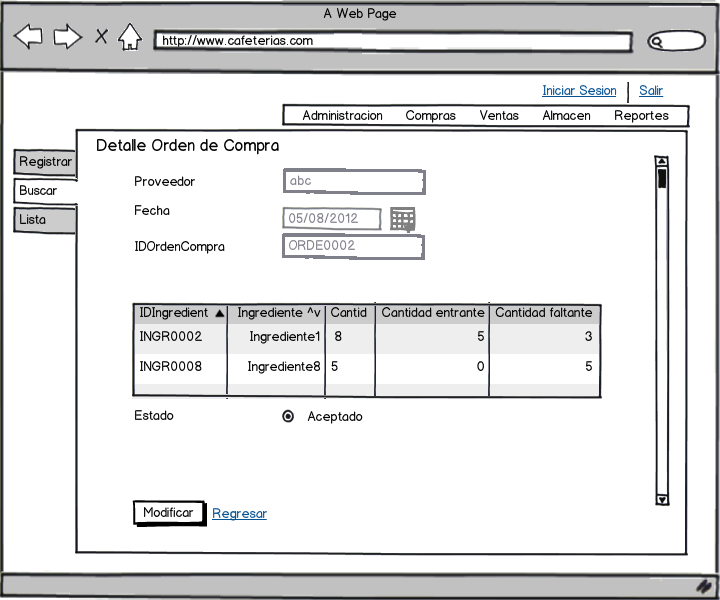 A Web Page
http://www.cafeterias.com
Iniciar Sesion Salir
Administracion Compras Ventas Almacen Reportes
Detalle Orden de Compra
Registrar
Buscar
Lista
Proveedor abc
Fecha 05/08/2012
IDOrdenCompra ORDE0002
IDIngredient ▲ Ingrediente ^v Cantid Cantidad entrante Cantidad faltante
INGR0002 Ingrediente1 8 5 3
INGR0008 Ingrediente8 5 0 5
Estado Aceptado
Modificar Regresar